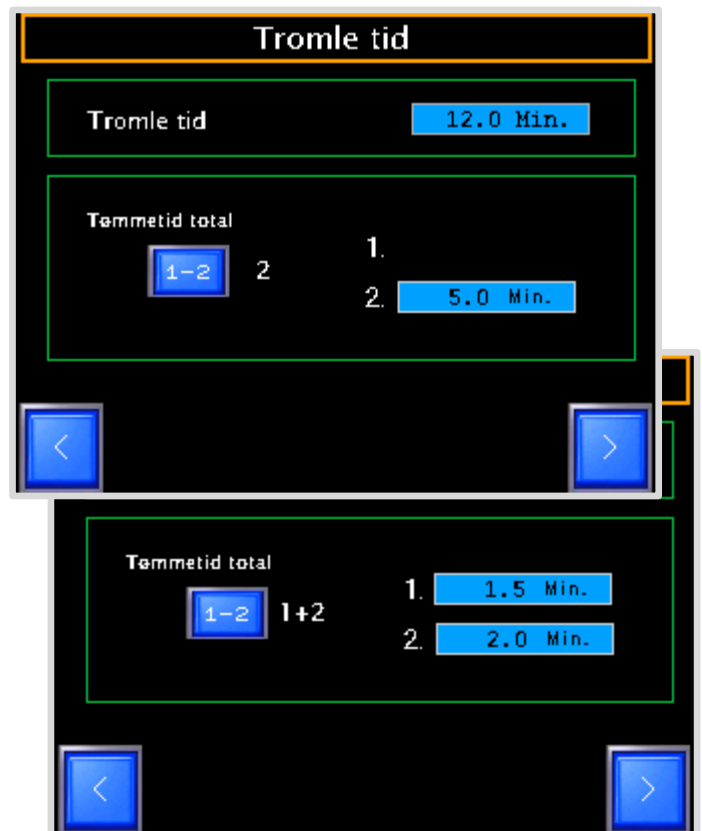 Tromle tid
Tromle tid 12.0 Min.
Tømmetid total
1-2 2 1.
2. 5.0 Min.
< >
Tømmetid total
1-2 1+2 1. 1.5 Min.
2. 2.0 Min.
< >